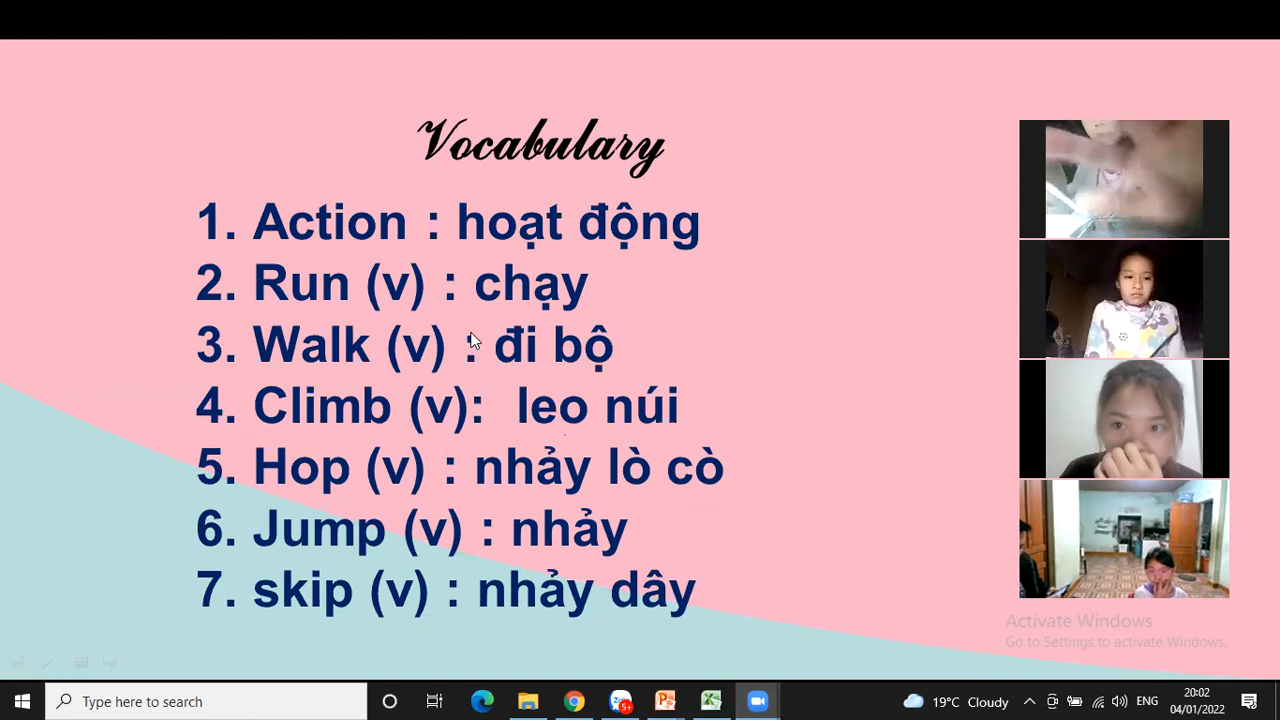 Vocabulary
1. Action : hoạt động
2. Run (v) : chạy
3. Walk (v) : đi bộ
4. Climb (v): leo núi
5. Hop (v) : nhảy lò cò
6. Jump (v) : nhảy
7. skip (v) : nhảy dây
Activate Windows
Go to Settings to activate Windows.
Type here to search
5+
19°C Cloudy
ENG
20:02
04/01/2022